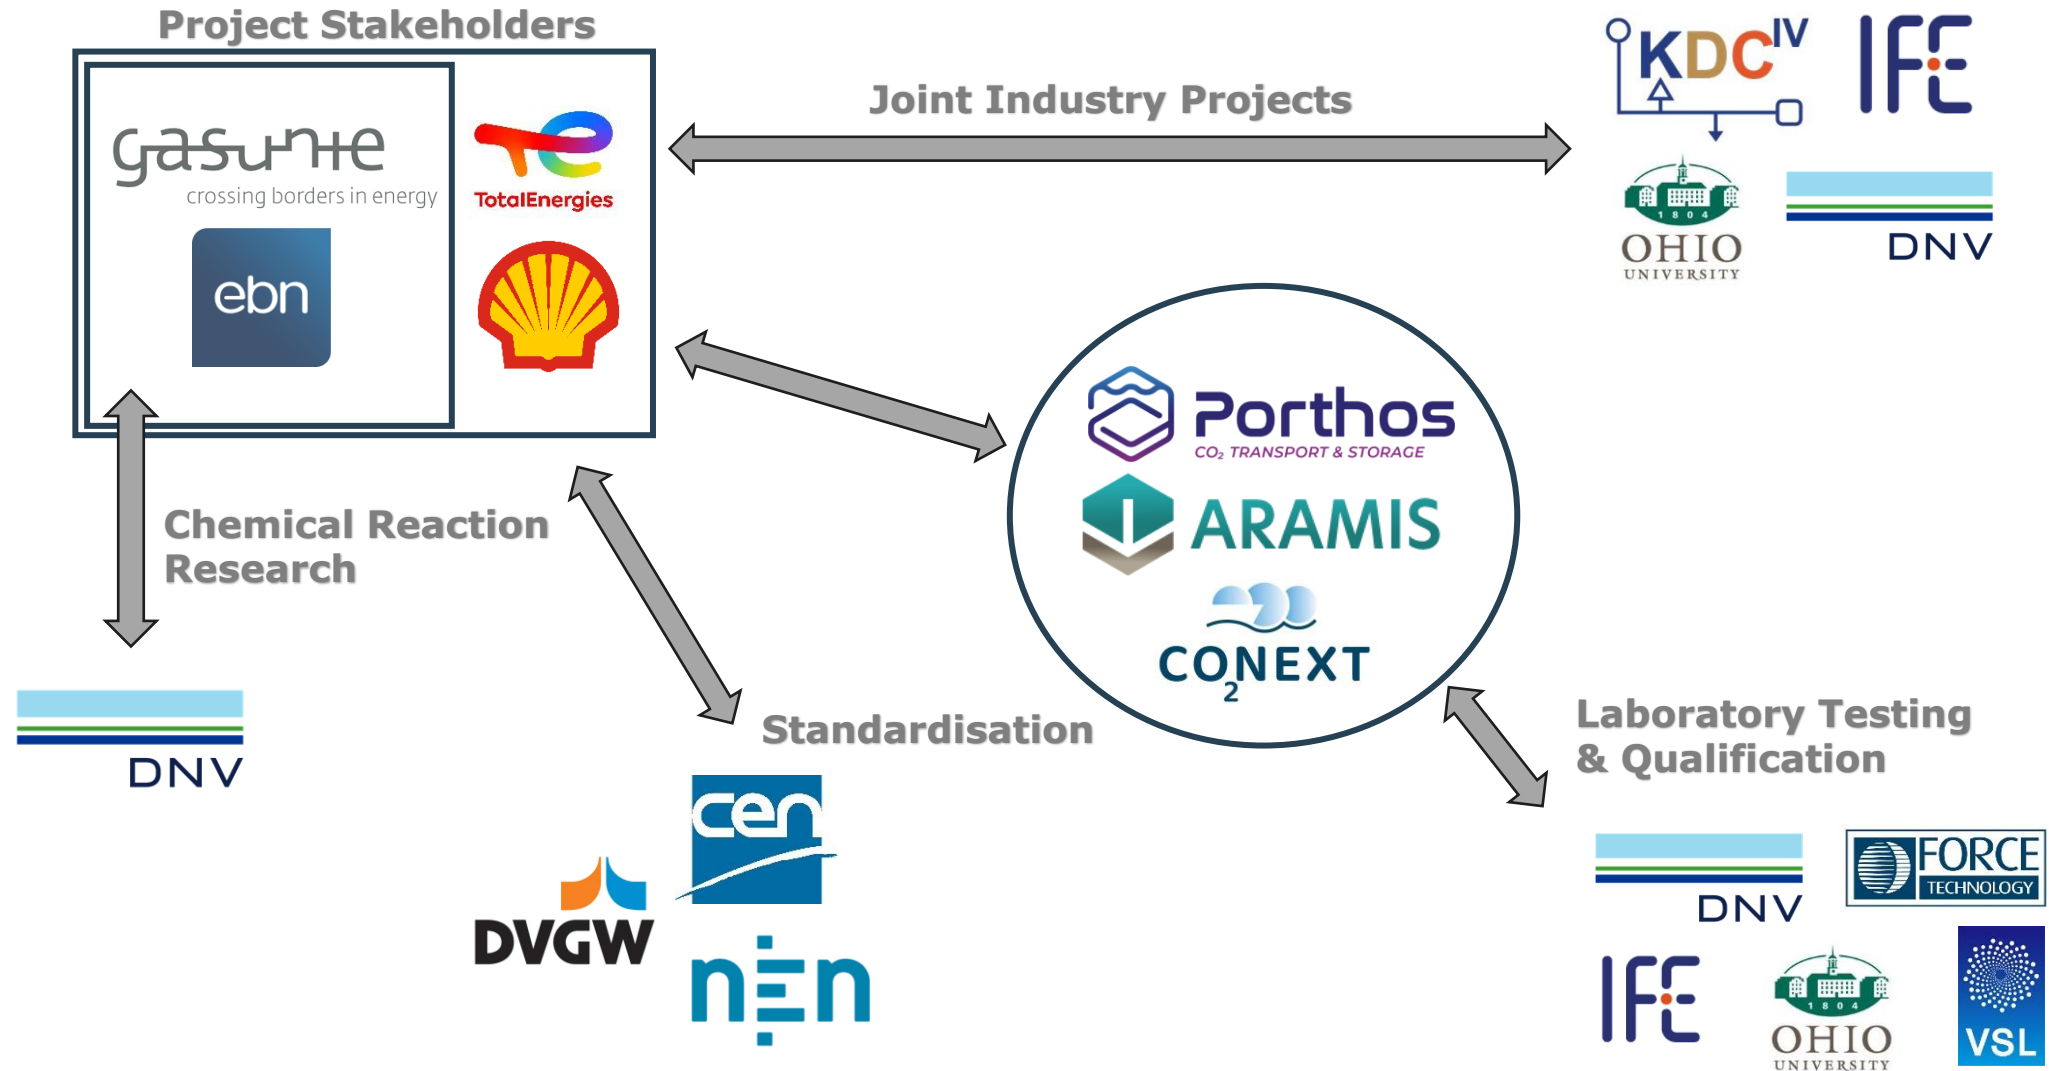 Project Stakeholders
gasunie
crossing borders in energy
ebn
TotalEnergies
Joint Industry Projects
KDC IV
IFE
1804
OHIO
UNIVERSITY
DNV
Porthos
CO₂ TRANSPORT & STORAGE
ARAMIS
CO₂NEXT
Chemical Reaction
Research
DNV
Standardisation
cen
DVGW
nen
Laboratory Testing
& Qualification
DNV
FORCE
TECHNOLOGY
IFE
1804
OHIO
UNIVERSITY
VSL